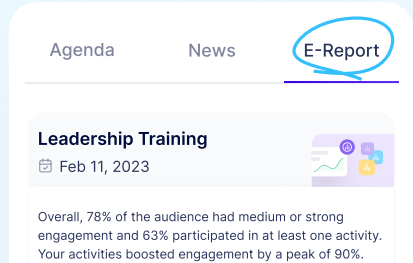 Agenda News E-Report
Leadership Training
Feb 11, 2023
Overall, 78% of the audience had medium or strong
engagement and 63% participated in at least one activity.
Your activities boosted engagement by a peak of 90%.